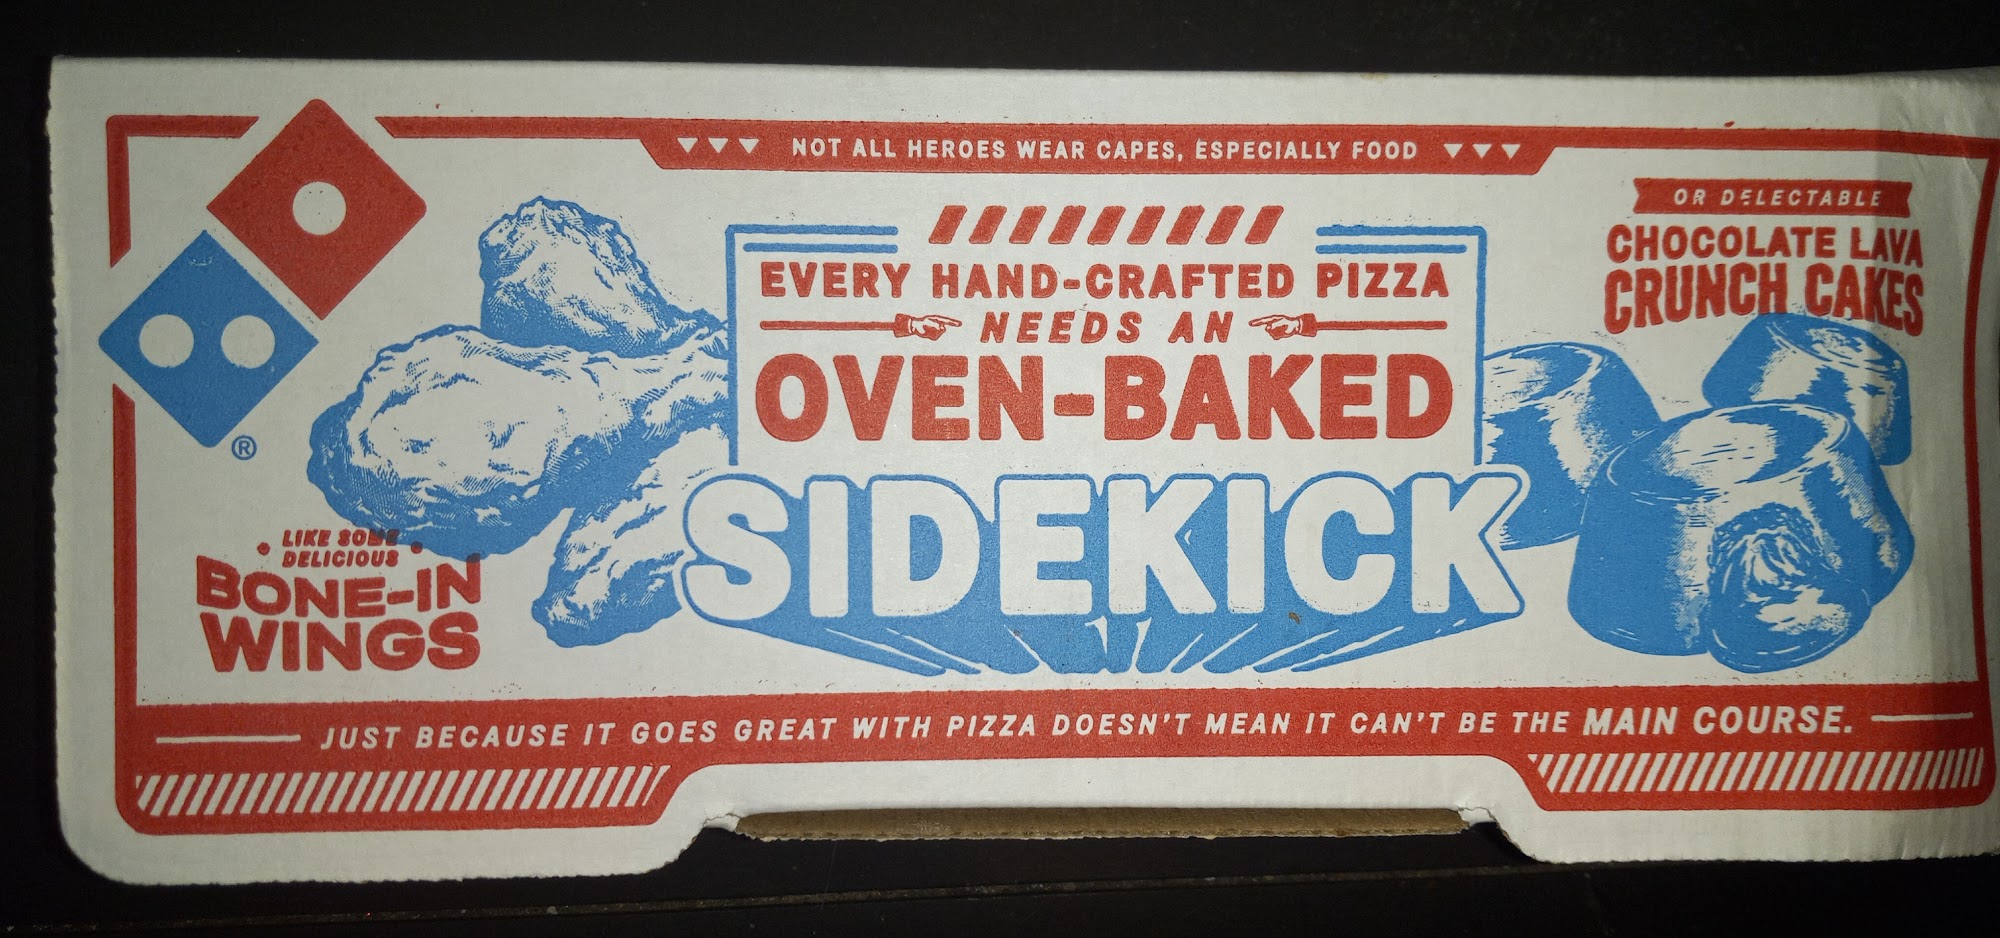 NOT ALL HEROES WEAR CAPES, ESPECIALLY FOOD
EVERY HAND-CRAFTED PIZZA
NEEDS AN
OVEN-BAKED
SIDEKICK
®
LIKE SOME
DELICIOUS
BONE-IN
WINGS
OR DELECTABLE
CHOCOLATE LAVA
CRUNCH CAKES
JUST BECAUSE IT GOES GREAT WITH PIZZA DOESN'T MEAN IT CAN'T BE THE MAIN COURSE.